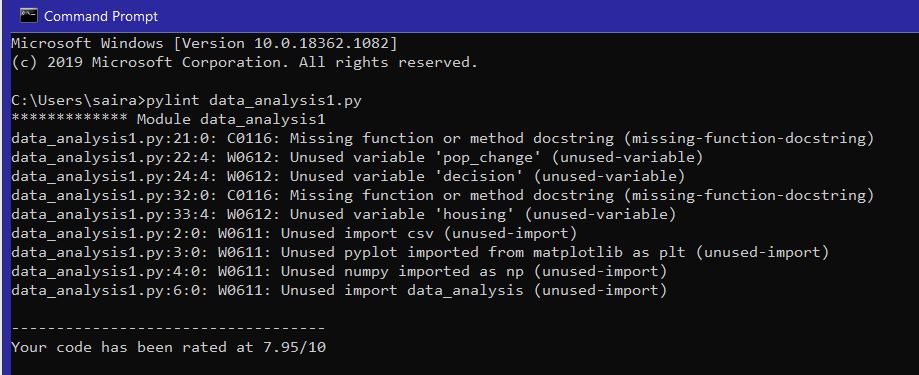 Command Prompt
Microsoft Windows [Version 10.0.18362.1082]
(c) 2019 Microsoft Corporation. All rights reserved.
C:\Users\saira>pylint data_analysis1.py
************* Module data_analysis1
data_analysis1.py:21:0: C0116: Missing function or method docstring (missing-function-docstring)
data_analysis1.py:22:4: W0612: Unused variable 'pop_change' (unused-variable)
data_analysis1.py:24:4: W0612: Unused variable 'decision' (unused-variable)
data_analysis1.py:32:0: C0116: Missing function or method docstring (missing-function-docstring)
data_analysis1.py:33:4: W0612: Unused variable 'housing' (unused-variable)
data_analysis1.py:2:0: W0611: Unused import csv (unused-import)
data_analysis1.py:3:0: W0611: Unused pyplot imported from matplotlib as plt (unused-import)
data_analysis1.py:4:0: W0611: Unused numpy imported as np (unused-import)
data_analysis1.py:6:0: W0611: Unused import data_analysis (unused-import)
-----------------------------------
Your code has been rated at 7.95/10